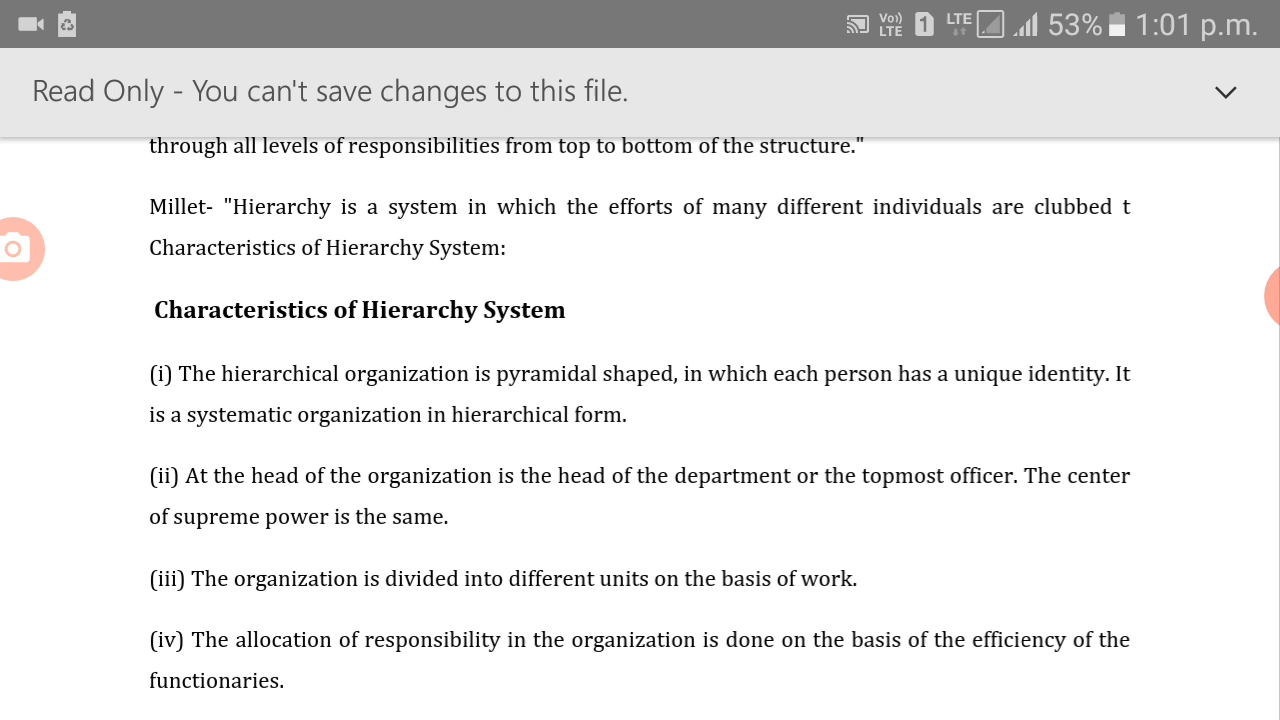 Vo))
LTE
1
LTE
53%
1:01 p.m.
Read Only - You can't save changes to this file.
through all levels of responsibilities from top to bottom of the structure."
Millet- "Hierarchy is a system in which the efforts of many different individuals are clubbed t
Characteristics of Hierarchy System:
Characteristics of Hierarchy System
(i) The hierarchical organization is pyramidal shaped, in which each person has a unique identity. It
is a systematic organization in hierarchical form.
(ii) At the head of the organization is the head of the department or the topmost officer. The center
of supreme power is the same.
(iii) The organization is divided into different units on the basis of work.
(iv) The allocation of responsibility in the organization is done on the basis of the efficiency of the
functionaries.